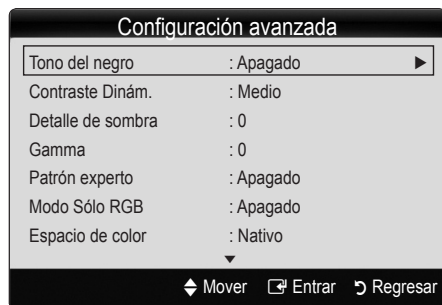 Configuración avanzada
Tono del negro : Apagado
Contraste Dinám. : Medio
Detalle de sombra : 0
Gamma : 0
Patrón experto : Apagado
Modo Sólo RGB : Apagado
Espacio de color : Nativo
Mover Entrar Regresar